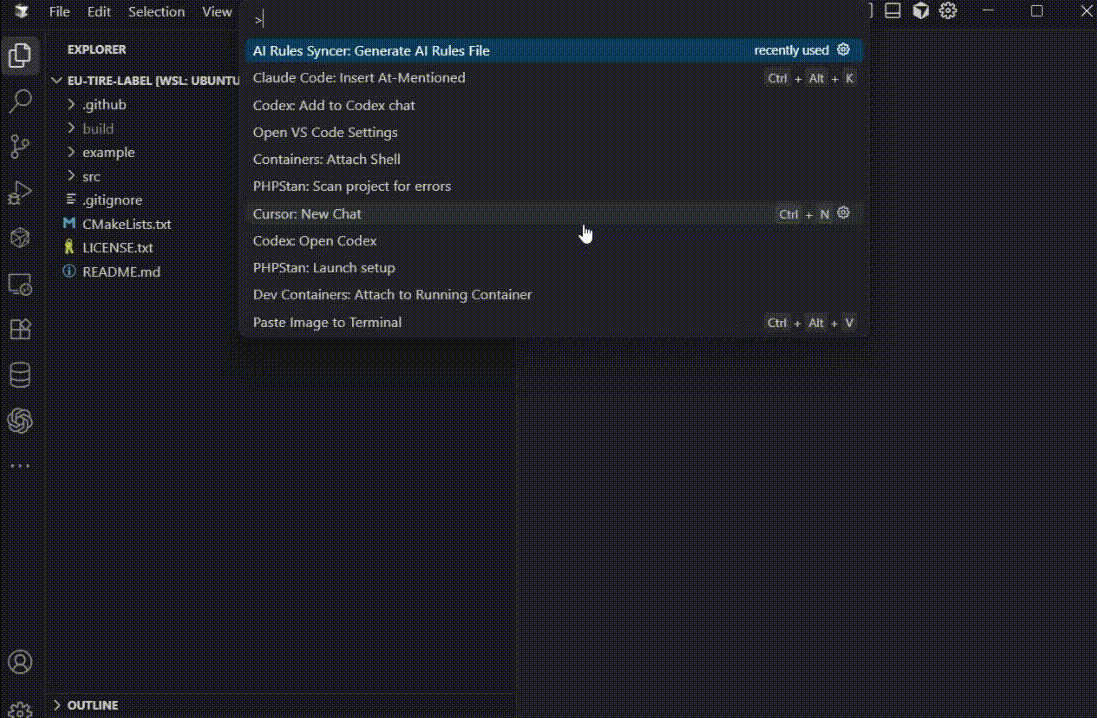 File Edit Selection View
>
EXPLORER
EU-TIRE-LABEL [WSL: UBUNTU
.github
build
example
src
.gitignore
CMakeLists.txt
LICENSE.txt
README.md
AI Rules Syncer: Generate AI Rules File recently used
Claude Code: Insert At-Mentioned Ctrl + Alt + K
Codex: Add to Codex chat
Open VS Code Settings
Containers: Attach Shell
PHPStan: Scan project for errors
Cursor: New Chat Ctrl + N
Codex: Open Codex
PHPStan: Launch setup
Dev Containers: Attach to Running Container
Paste Image to Terminal Ctrl + Alt + V
OUTLINE